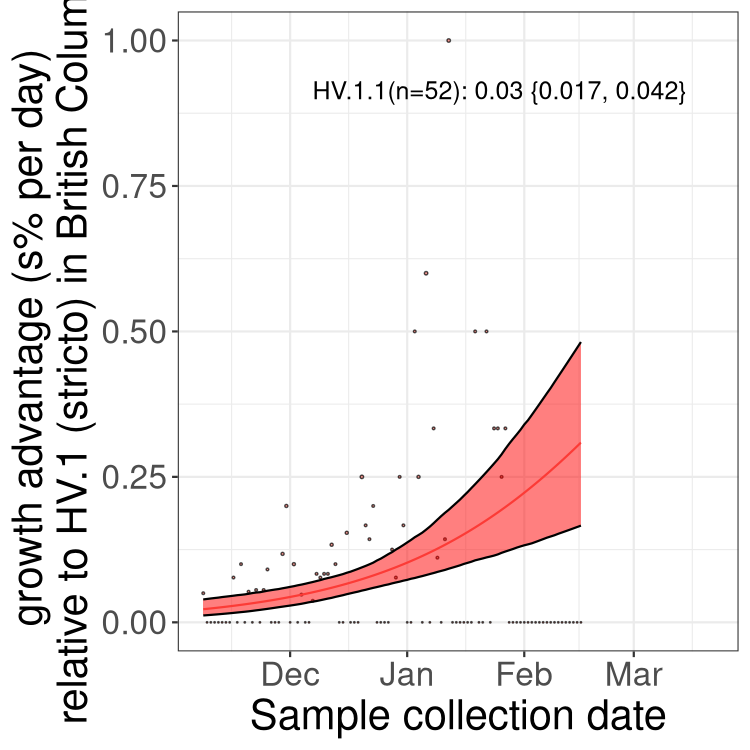 growth advantage (s% per day)
relative to HV.1 (stricto) in British Colum
1.00
0.75
0.50
0.25
0.00
HV.1.1(n=52): 0.03 {0.017, 0.042}
Dec Jan Feb Mar
Sample collection date